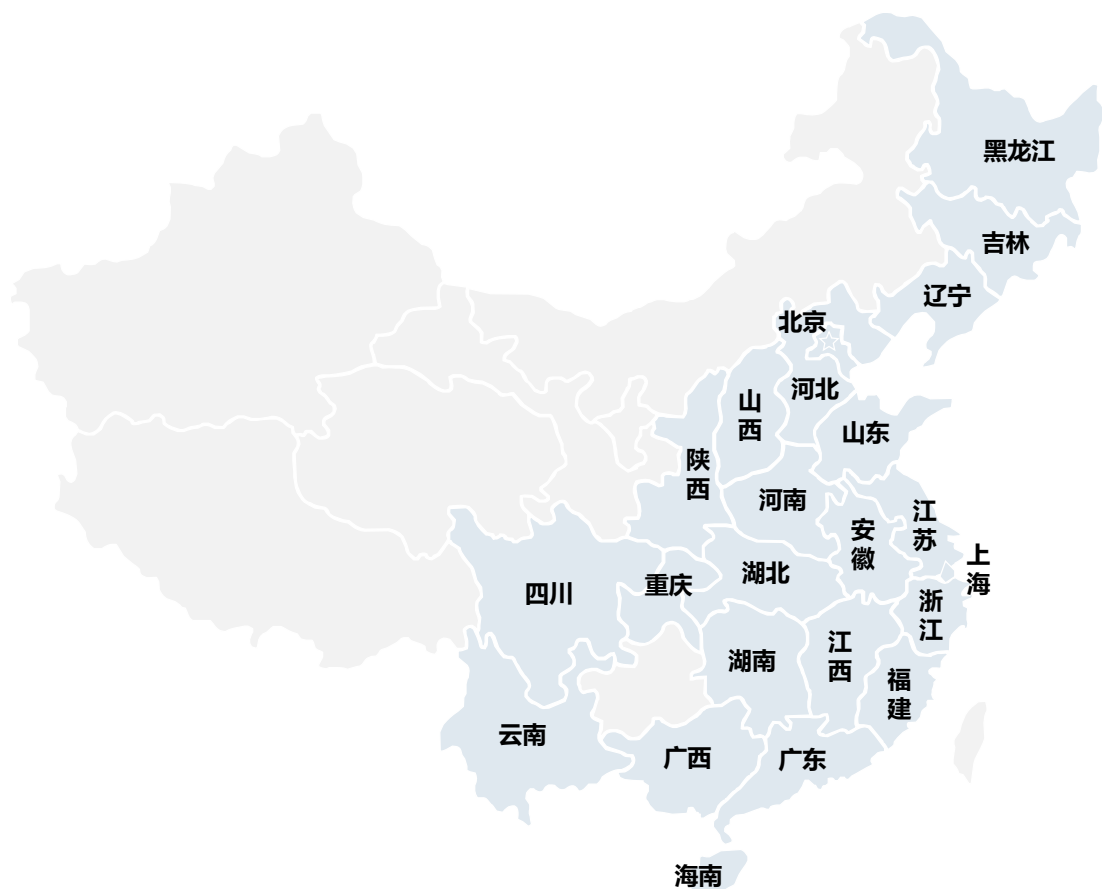 黑龙江
吉林
辽宁
北京
河北
山西
山东
陕西
河南
江苏
安徽
上海
湖北
重庆
四川
浙江
江西
湖南
福建
云南
广西
广东
海南